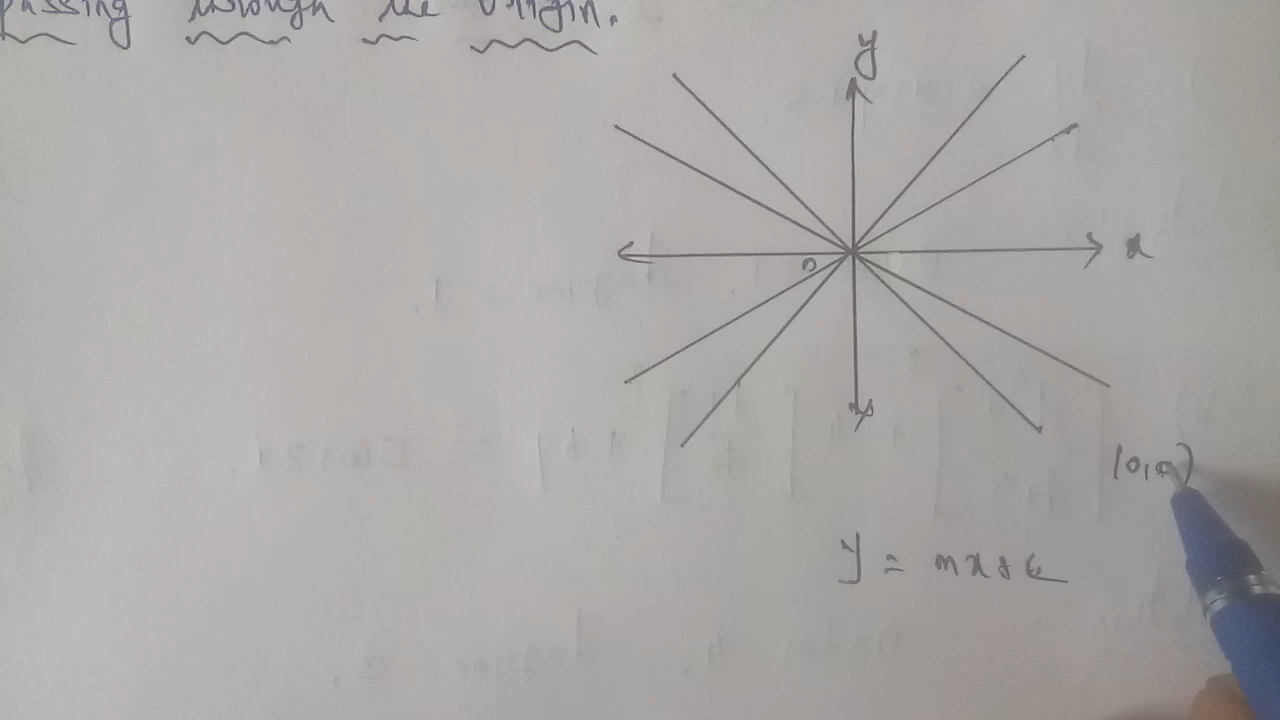 passing through the origin.
y
x
o
(0,0)
y = mx+c